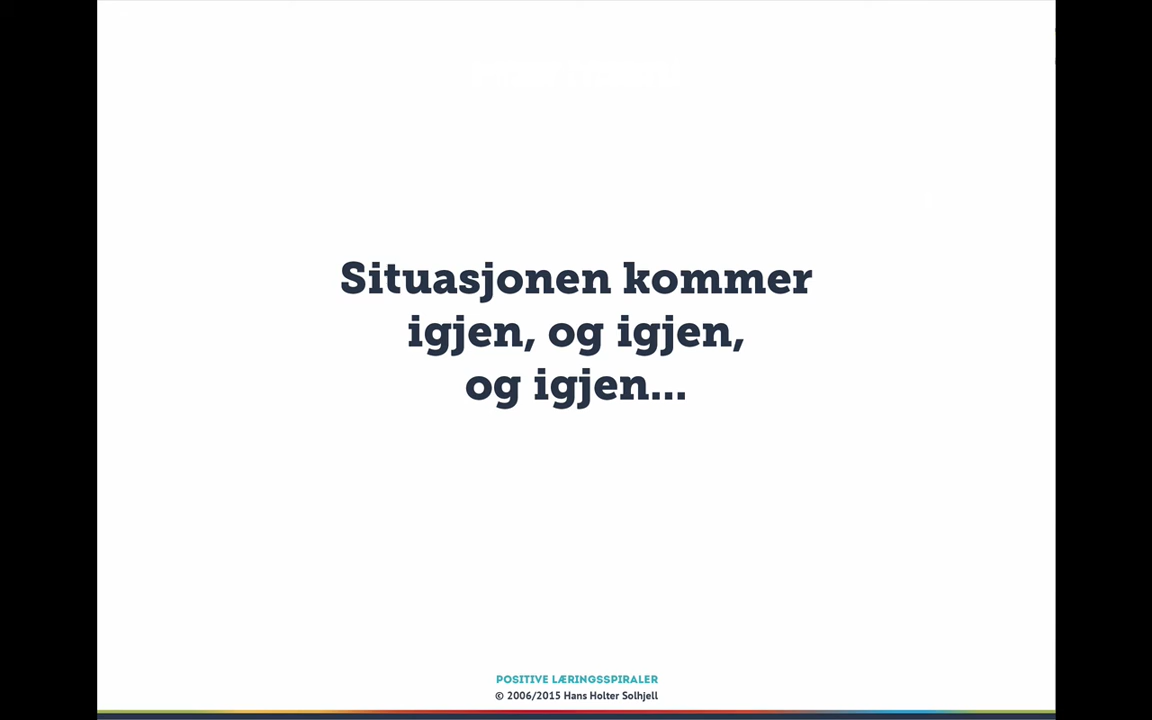 Situasjonen kommer
igjen, og igjen,
og igjen...
POSITIVE LÆRINGSSPIRALER
© 2006/2015 Hans Holter Solhjell